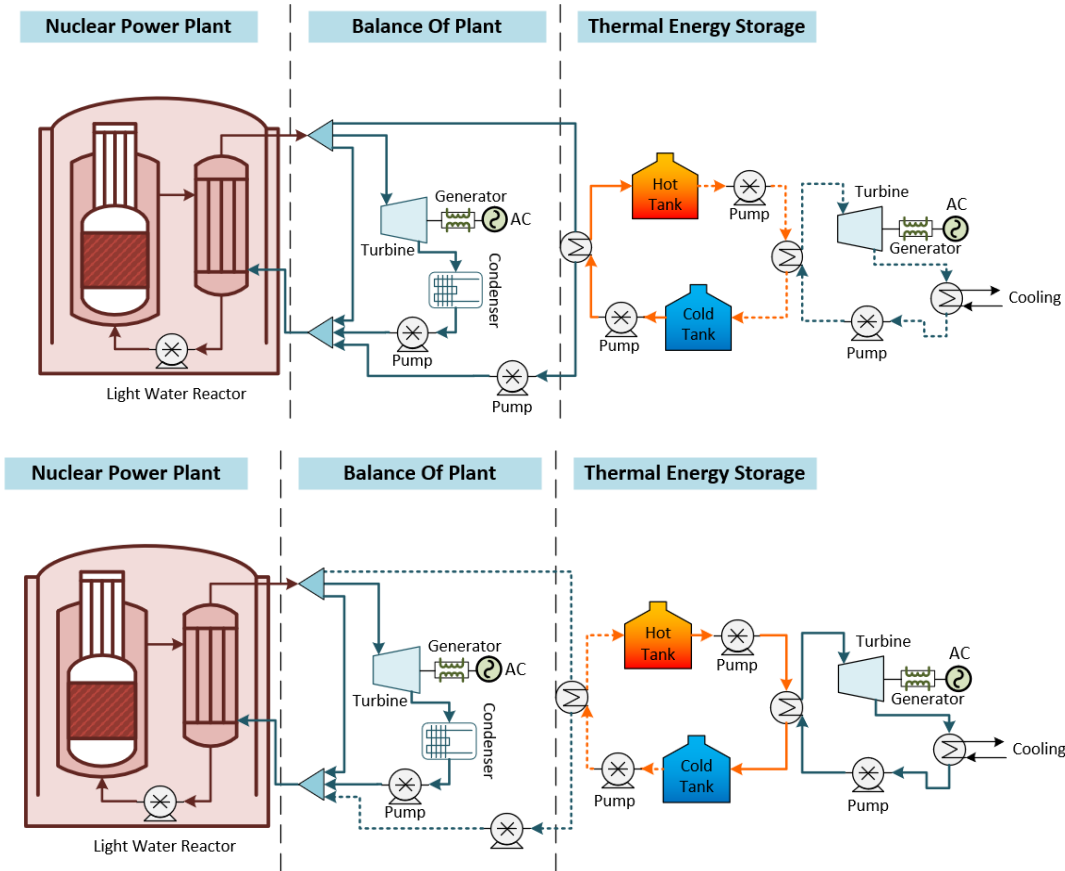 Nuclear Power Plant
Balance Of Plant
Thermal Energy Storage
Generator
AC
Turbine
Condenser
Pump
Pump
Light Water Reactor
Hot
Tank
Pump
Cold
Tank
Pump
Turbine
AC
Generator
Cooling
Pump
Nuclear Power Plant
Balance Of Plant
Thermal Energy Storage
Generator
AC
Turbine
Condenser
Pump
Light Water Reactor
Hot
Tank
Pump
Cold
Tank
Pump
Turbine
AC
Generator
Cooling
Pump